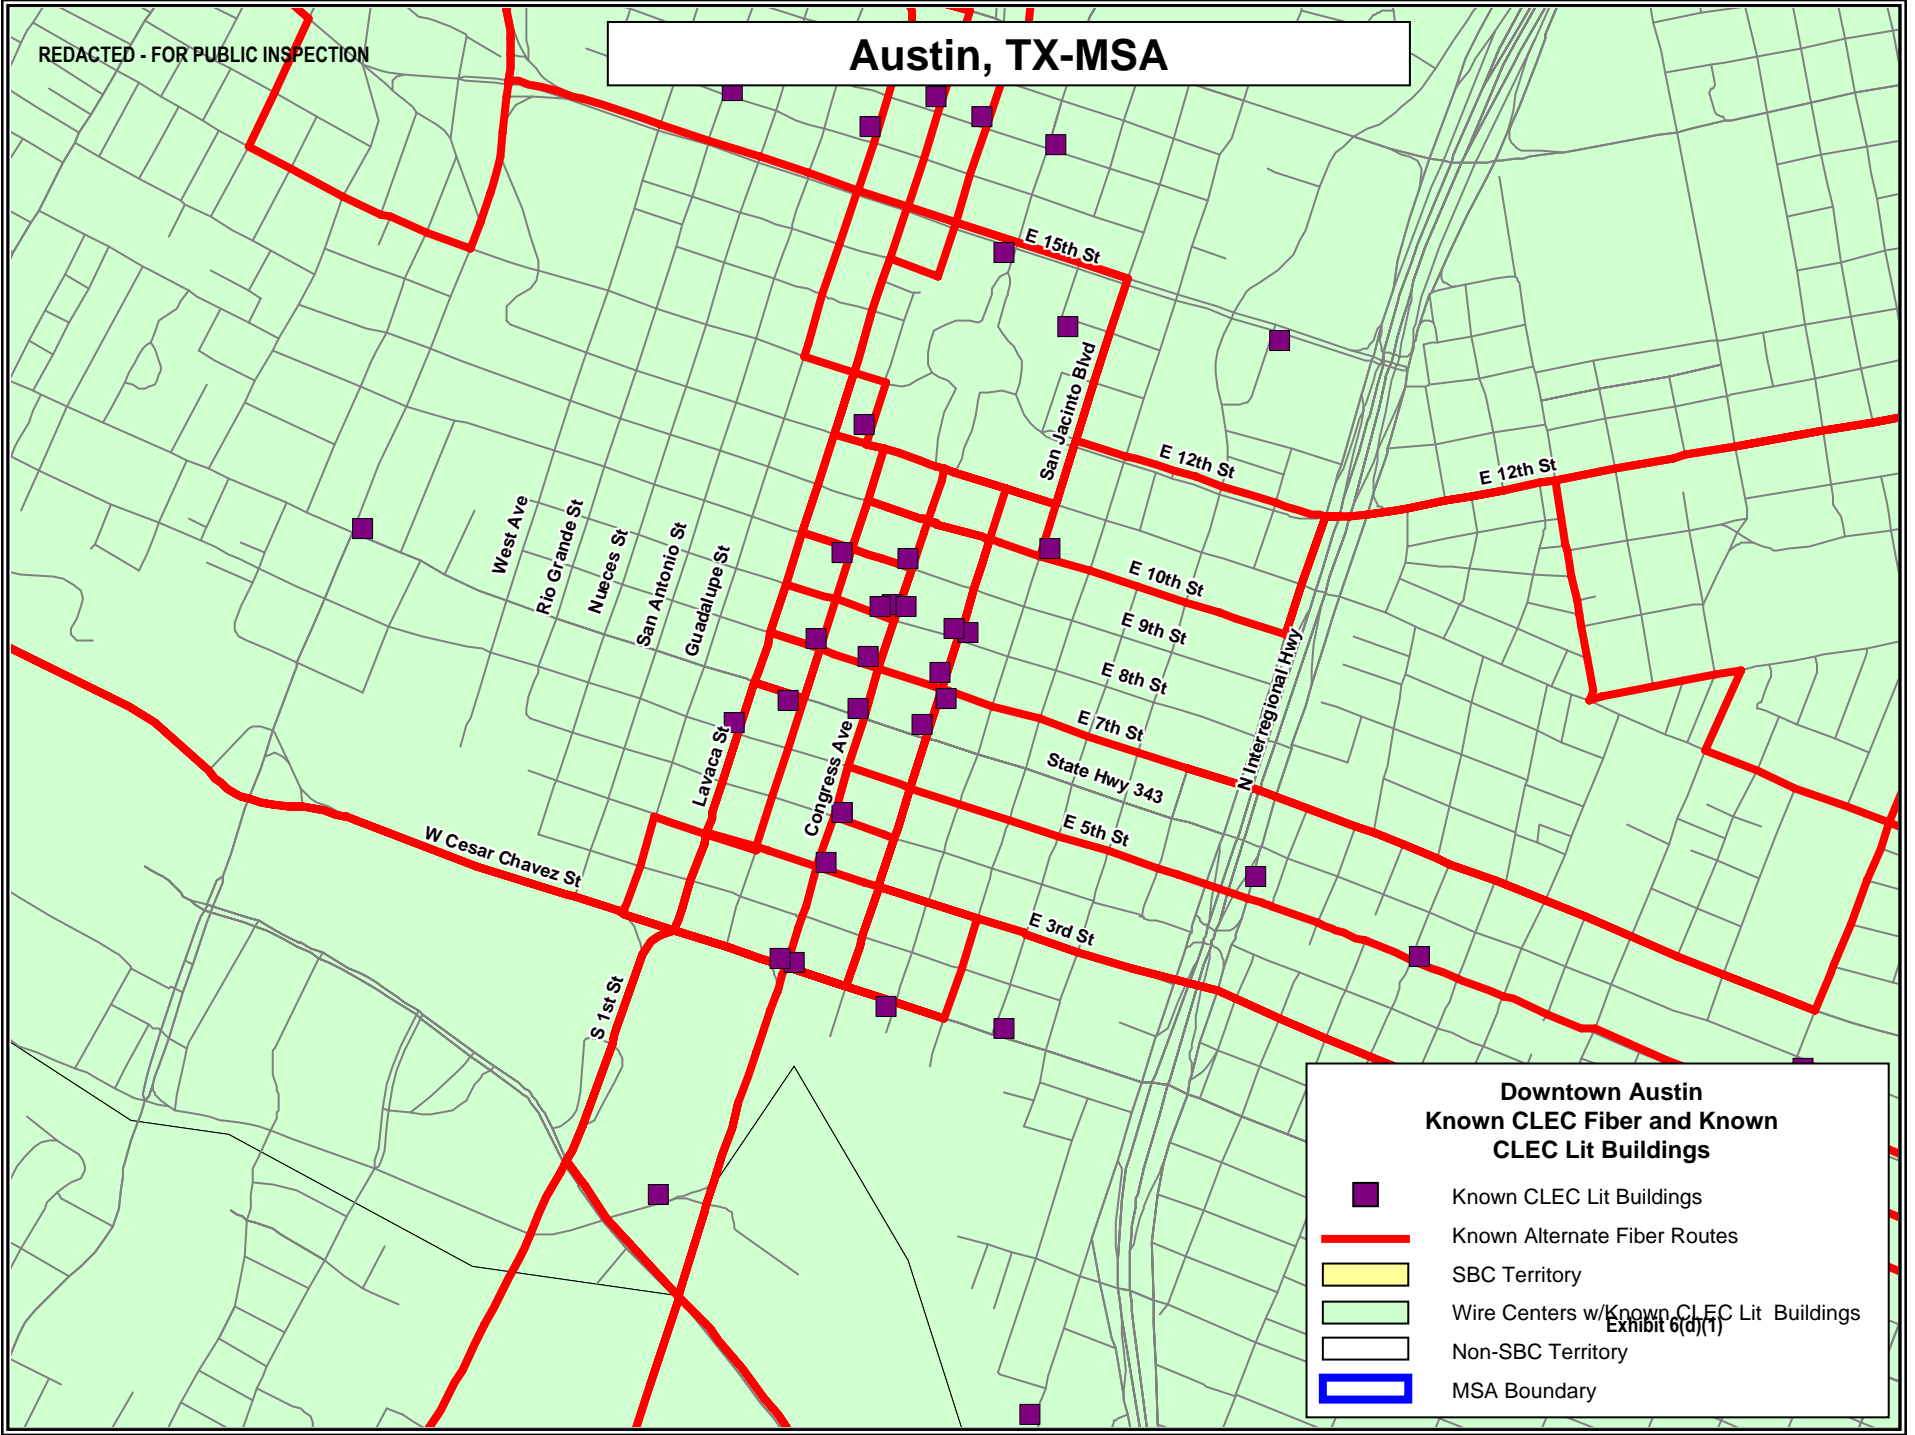 REDACTED - FOR PUBLIC INSPECTION
Austin, TX-MSA
E 15th St
San Jacinto Blvd
E 12th St
E 12th St
West Ave
Rio Grande St
Nueces St
San Antonio St
Guadalupe St
E 10th St
E 9th St
E 8th St
N Interregional Hwy
E 7th St
State Hwy 343
Lavaca St
Congress Ave
E 5th St
W Cesar Chavez St
E 3rd St
S 1st St
Downtown Austin
Known CLEC Fiber and Known
CLEC Lit Buildings
Known CLEC Lit Buildings
Known Alternate Fiber Routes
SBC Territory
Wire Centers w/Known CLEC Lit Buildings
Exhibit 6(d)(1)
Non-SBC Territory
MSA Boundary